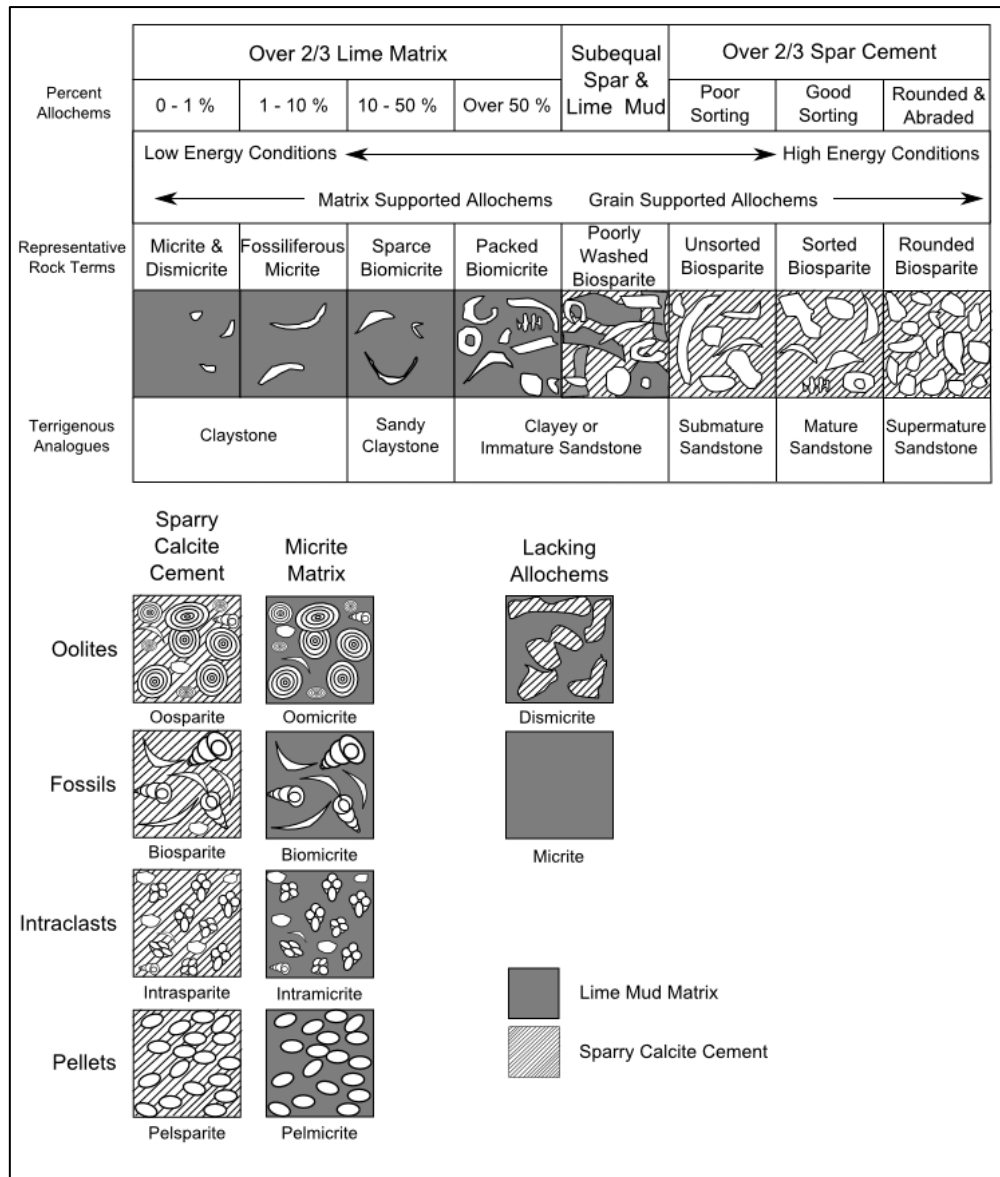 Over 2/3 Lime Matrix
Subequal
Spar &
Lime Mud
Over 2/3 Spar Cement
Percent
Allochems
0 - 1 %
1 - 10 %
10 - 50 %
Over 50 %
Poor
Sorting
Good
Sorting
Rounded &
Abraded
Low Energy Conditions
High Energy Conditions
Matrix Supported Allochems
Grain Supported Allochems
Representative
Rock Terms
Micrite &
Dismicrite
Fossiliferous
Micrite
Sparce
Biomicrite
Packed
Biomicrite
Poorly
Washed
Biosparite
Unsorted
Biosparite
Sorted
Biosparite
Rounded
Biosparite
Terrigenous
Analogues
Claystone
Sandy
Claystone
Clayey or
Immature Sandstone
Submature
Sandstone
Mature
Sandstone
Supermature
Sandstone
Sparry
Calcite
Cement
Micrite
Matrix
Lacking
Allochems
Oolites
Oosparite
Oomicrite
Dismicrite
Fossils
Biosparite
Biomicrite
Micrite
Intraclasts
Intrasparite
Intramicrite
Lime Mud Matrix
Sparry Calcite Cement
Pellets
Pelsparite
Pelmicrite